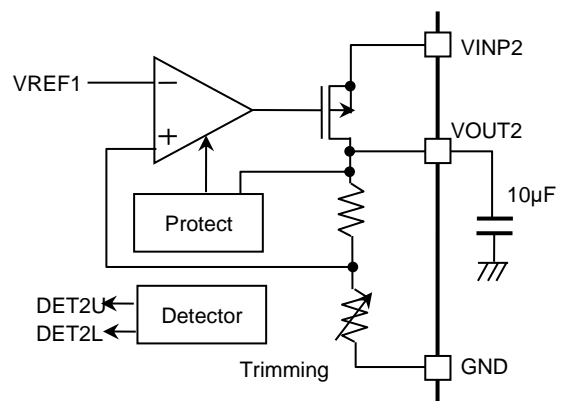 VINP2
VREF1
−
+
VOUT2
10µF
Protect
DET2U
DET2L
Detector
Trimming
GND